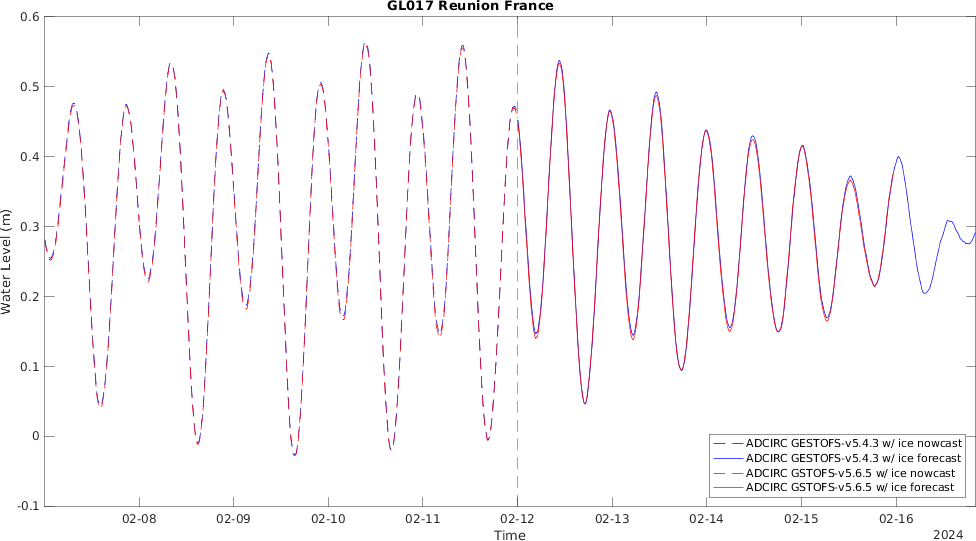 GL017 Reunion France
0.6
0.5
0.4
0.3
0.2
0.1
0
-0.1
Water Level (m)
02-08 02-09 02-10 02-11 02-12 02-13 02-14 02-15 02-16
Time
2024
ADCIRC GESTOFS-v5.4.3 w/ ice nowcast
ADCIRC GESTOFS-v5.4.3 w/ ice forecast
ADCIRC GSTOFS-v5.6.5 w/ ice nowcast
ADCIRC GSTOFS-v5.6.5 w/ ice forecast